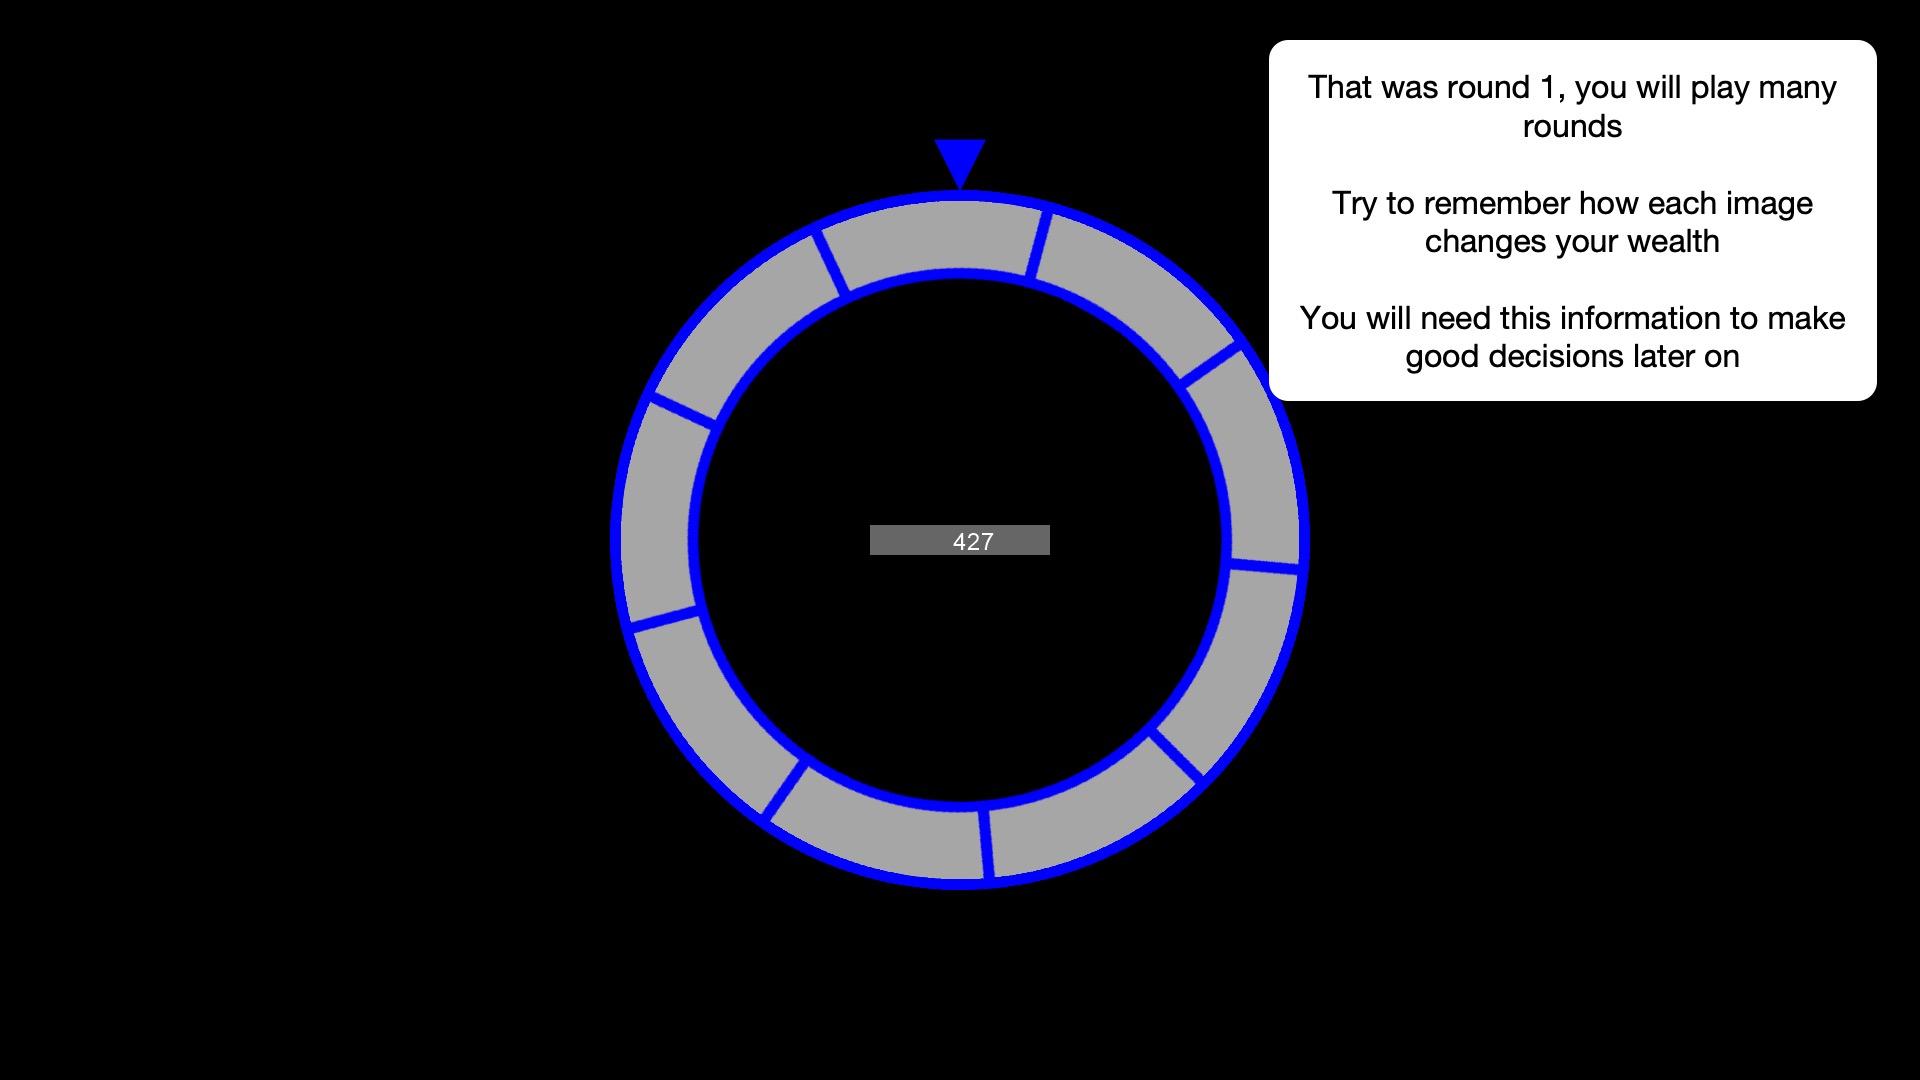 That was round 1, you will play many
rounds
Try to remember how each image
changes your wealth
You will need this information to make
good decisions later on
427